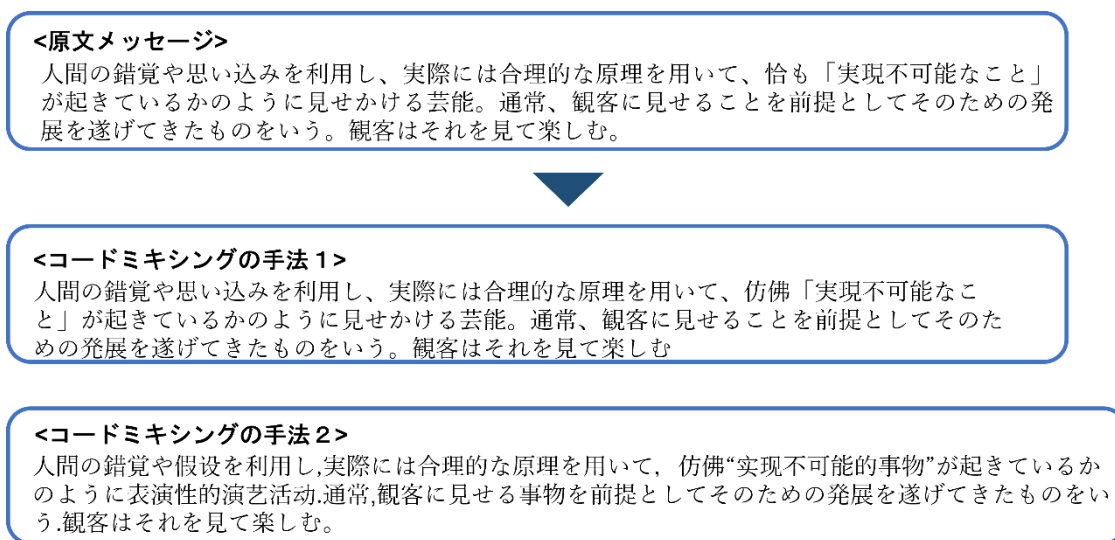 <原文メッセージ>
人間の錯覚や思い込みを利用し、実際には合理的な原理を用いて、恰も「実現不可能なこと」
が起きているかのように見せかける芸能。通常、観客に見せることを前提としてそのための発
展を遂げてきたものをいう。観客はそれを見て楽しむ。
<コードミキシングの手法1>
人間の錯覚や思い込みを利用し、実際には合理的な原理を用いて、仿佛「実現不可能なこ
と」が起きているかのように見せかける芸能。通常、観客に見せることを前提としてそのた
めの発展を遂げてきたものをいう。観客はそれを見て楽しむ
<コードミキシングの手法2>
人間の錯覚や假设を利用し,実際には合理的な原理を用いて，仿佛“实现不可能的事物”が起きているか
のように表演性的演艺活动.通常,観客に見せる事物を前提としてそのための発展を遂げてきたものをい
う.観客はそれを見て楽しむ。